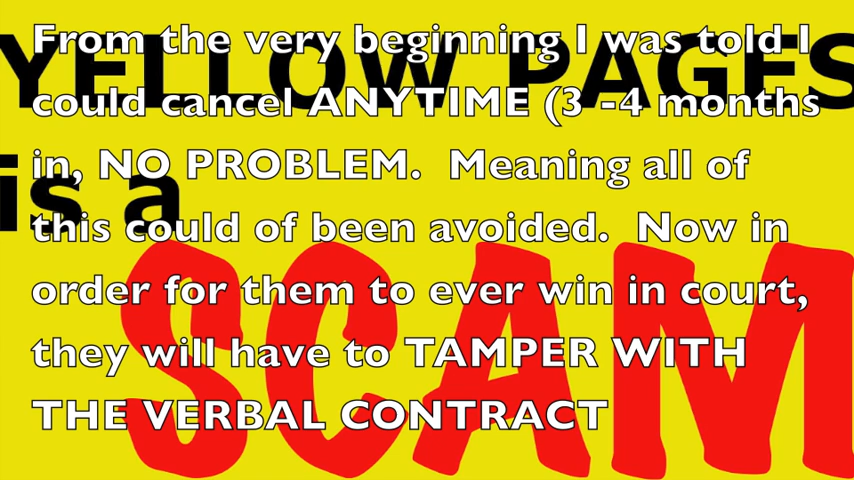 YELLOW PAGES
is a
SCAM
From the very beginning I was told I
could cancel ANYTIME (3 -4 months
in, NO PROBLEM.  Meaning all of
this could of been avoided.  Now in
order for them to ever win in court,
they will have to TAMPER WITH
THE VERBAL CONTRACT